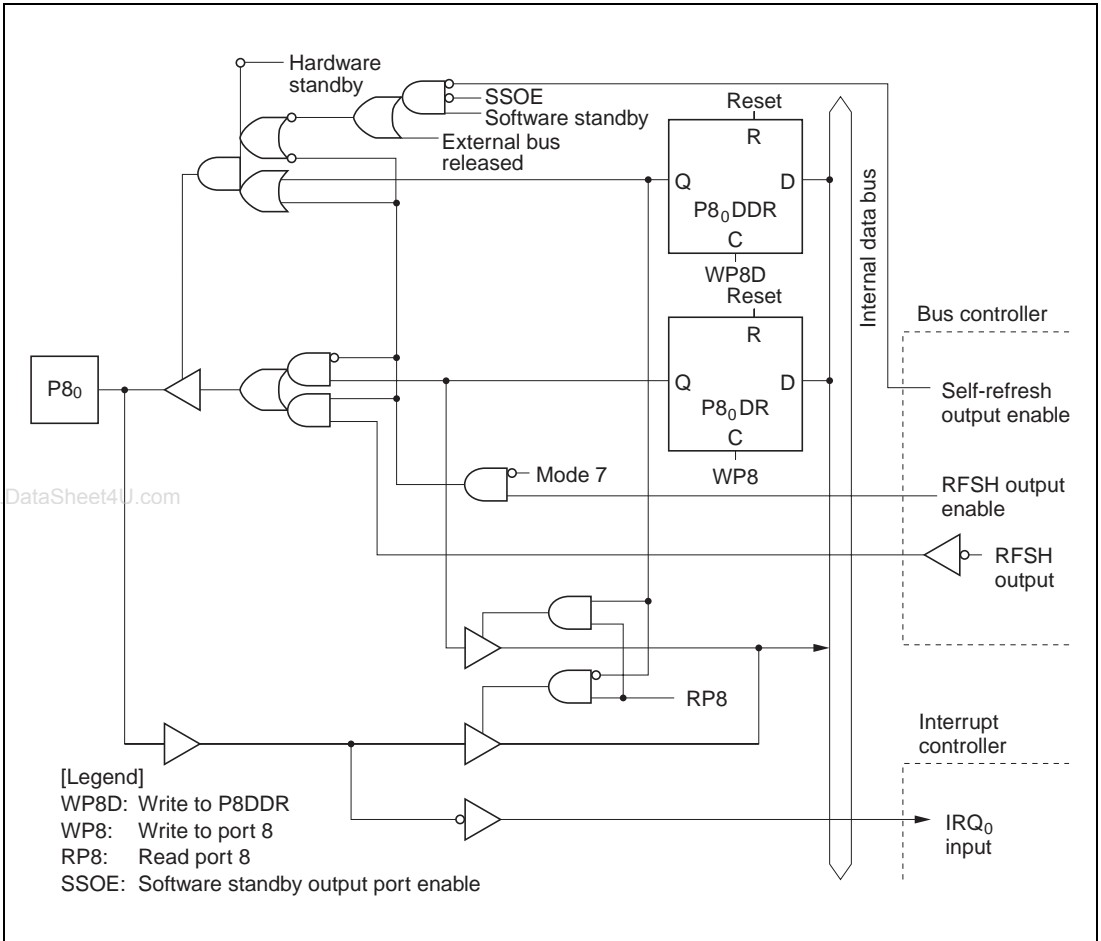 Hardware
standby
SSOE
Software standby
External bus
released
Reset
R
Q
D
P8₀DDR
C
WP8D
Reset
R
Q
D
P8₀DR
C
WP8
Internal data bus
Bus controller
Self-refresh
output enable
P8₀
Mode 7
RFSH output
enable
DataSheet4U.com
RFSH
output
RP8
Interrupt
controller
IRQ₀
input
[Legend]
WP8D: Write to P8DDR
WP8: Write to port 8
RP8: Read port 8
SSOE: Software standby output port enable